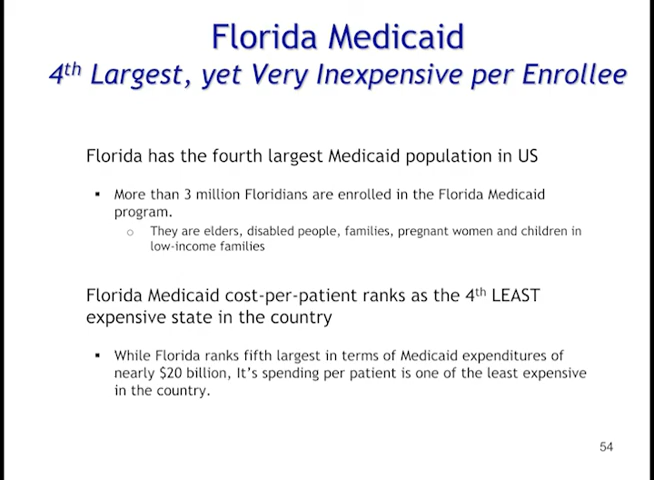 Florida Medicaid
4th Largest, yet Very Inexpensive per Enrollee
Florida has the fourth largest Medicaid population in US
▪ More than 3 million Floridians are enrolled in the Florida Medicaid
program.
o They are elders, disabled people, families, pregnant women and children in
low-income families
Florida Medicaid cost-per-patient ranks as the 4th LEAST
expensive state in the country
▪ While Florida ranks fifth largest in terms of Medicaid expenditures of
nearly $20 billion, It's spending per patient is one of the least expensive
in the country.
54